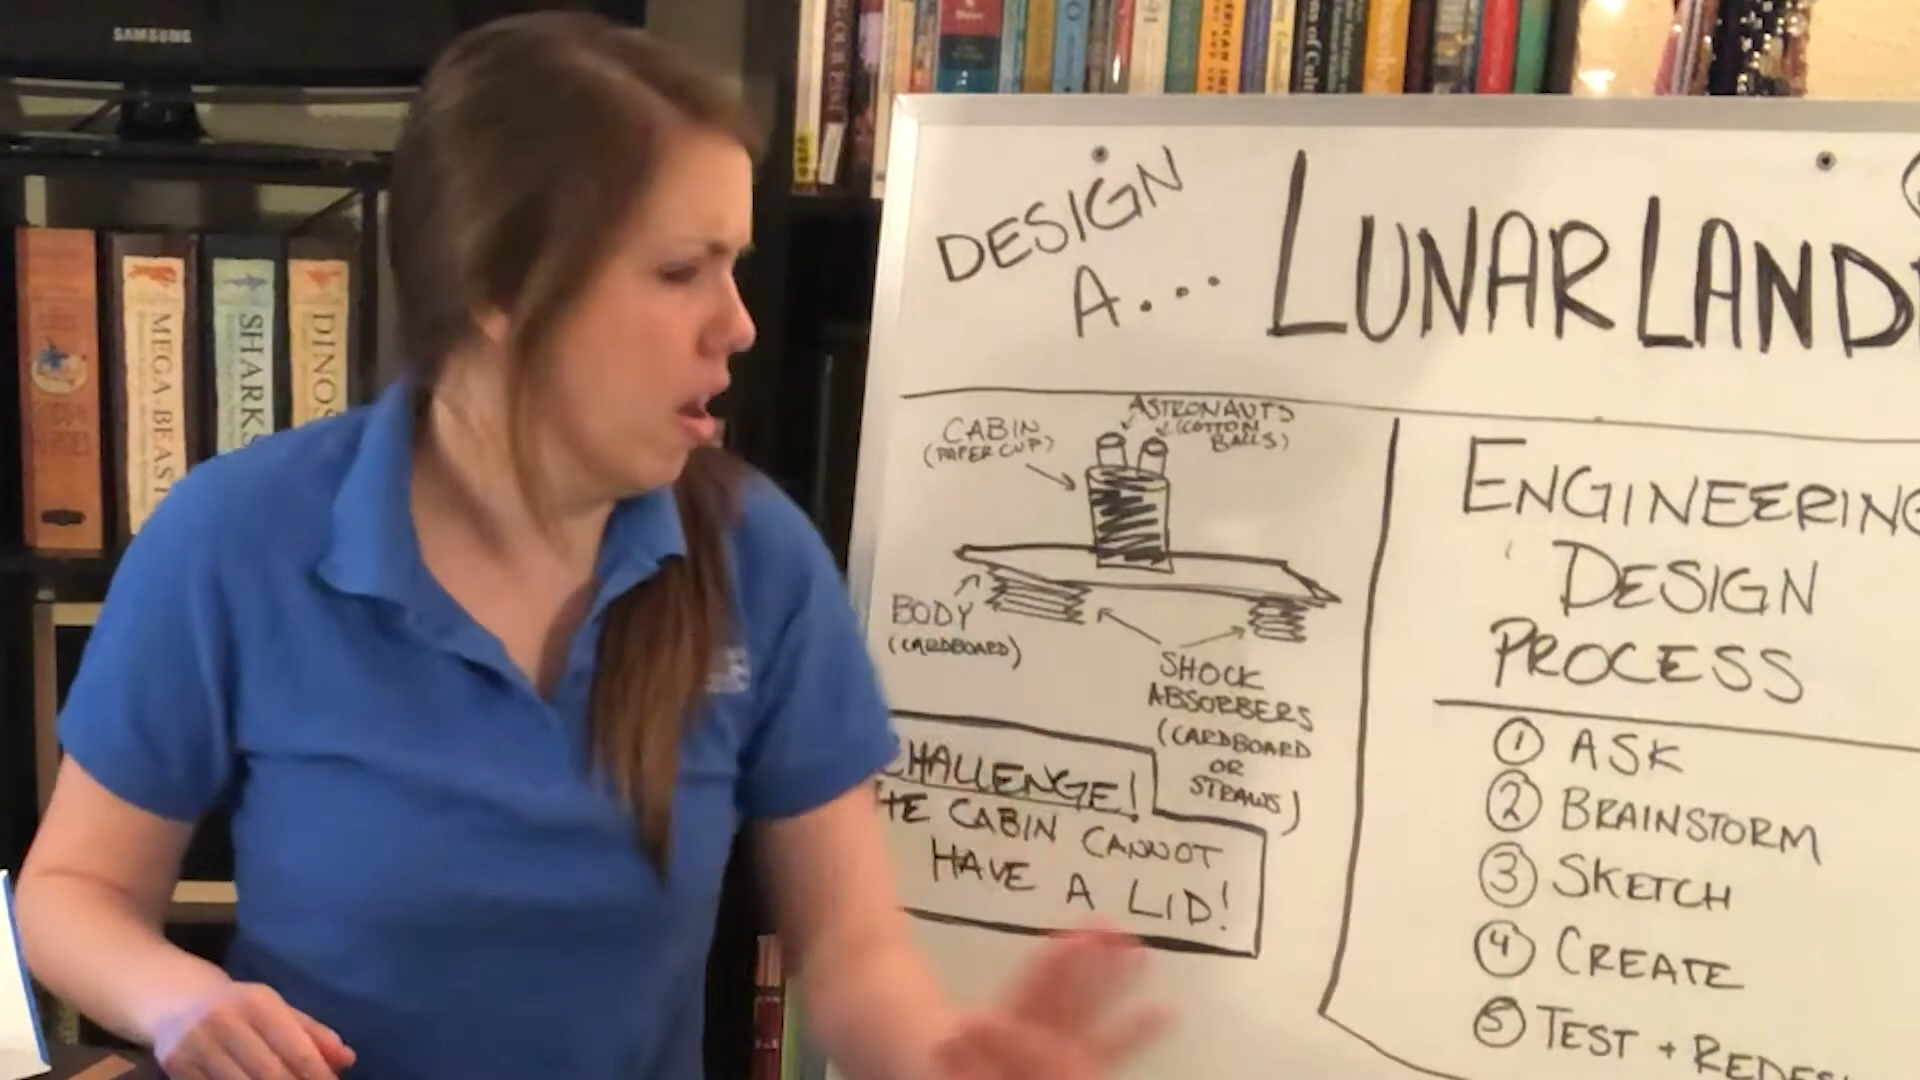 SAMSUNG
MEGA-BEAST
SHARKS
DINOS
DESIGN
A...
LUNAR LAND
CABIN
(PAPER CUP)
ASTRONAUTS
(COTTON
BALLS)
BODY
(CARDBOARD)
SHOCK
ABSORBERS
(CARDBOARD
OR
STRAWS)
CHALLENGE!
HE CABIN CANNOT
HAVE A LID!
ENGINEERING
DESIGN
PROCESS
1 ASK
2 BRAINSTORM
3 SKETCH
4 CREATE
5 TEST + REDES